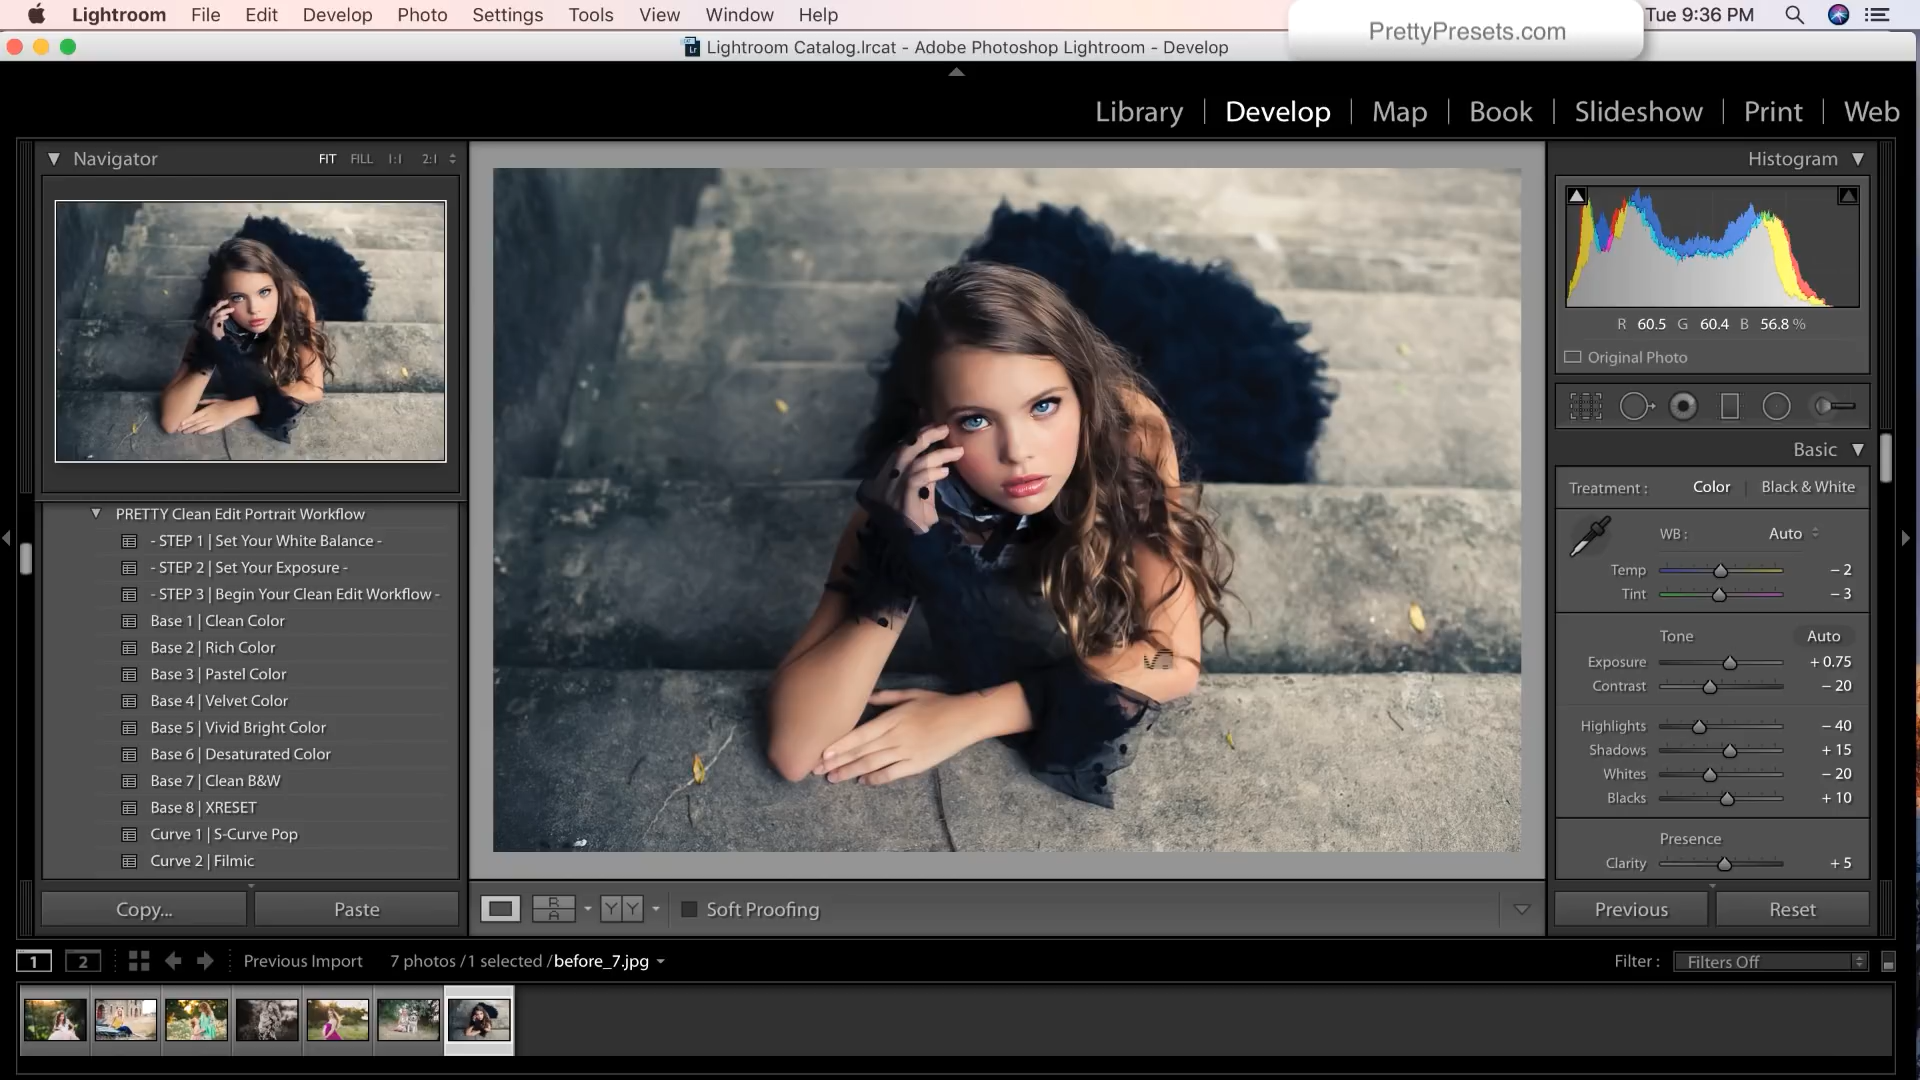 Lightroom File Edit Develop Photo Settings Tools View Window Help Tue 9:36 PM
PrettyPresets.com
Lightroom Catalog.lrcat - Adobe Photoshop Lightroom - Develop
Library | Develop | Map | Book | Slideshow | Print | Web
Navigator FIT FILL 1:1 2:1
PRETTY Clean Edit Portrait Workflow
- STEP 1 | Set Your White Balance -
- STEP 2 | Set Your Exposure -
- STEP 3 | Begin Your Clean Edit Workflow -
Base 1 | Clean Color
Base 2 | Rich Color
Base 3 | Pastel Color
Base 4 | Velvet Color
Base 5 | Vivid Bright Color
Base 6 | Desaturated Color
Base 7 | Clean B&W
Base 8 | XRESET
Curve 1 | S-Curve Pop
Curve 2 | Filmic
Copy... Paste
R A Y Y Soft Proofing
Histogram
R 60.5 G 60.4 B 56.8 %
Original Photo
Basic
Treatment : Color | Black & White
WB : Auto
Temp - 2
Tint - 3
Tone Auto
Exposure + 0.75
Contrast - 20
Highlights - 40
Shadows + 15
Whites - 20
Blacks + 10
Presence
Clarity + 5
Previous Reset
1 2 Previous Import 7 photos / 1 selected / before_7.jpg Filter : Filters Off